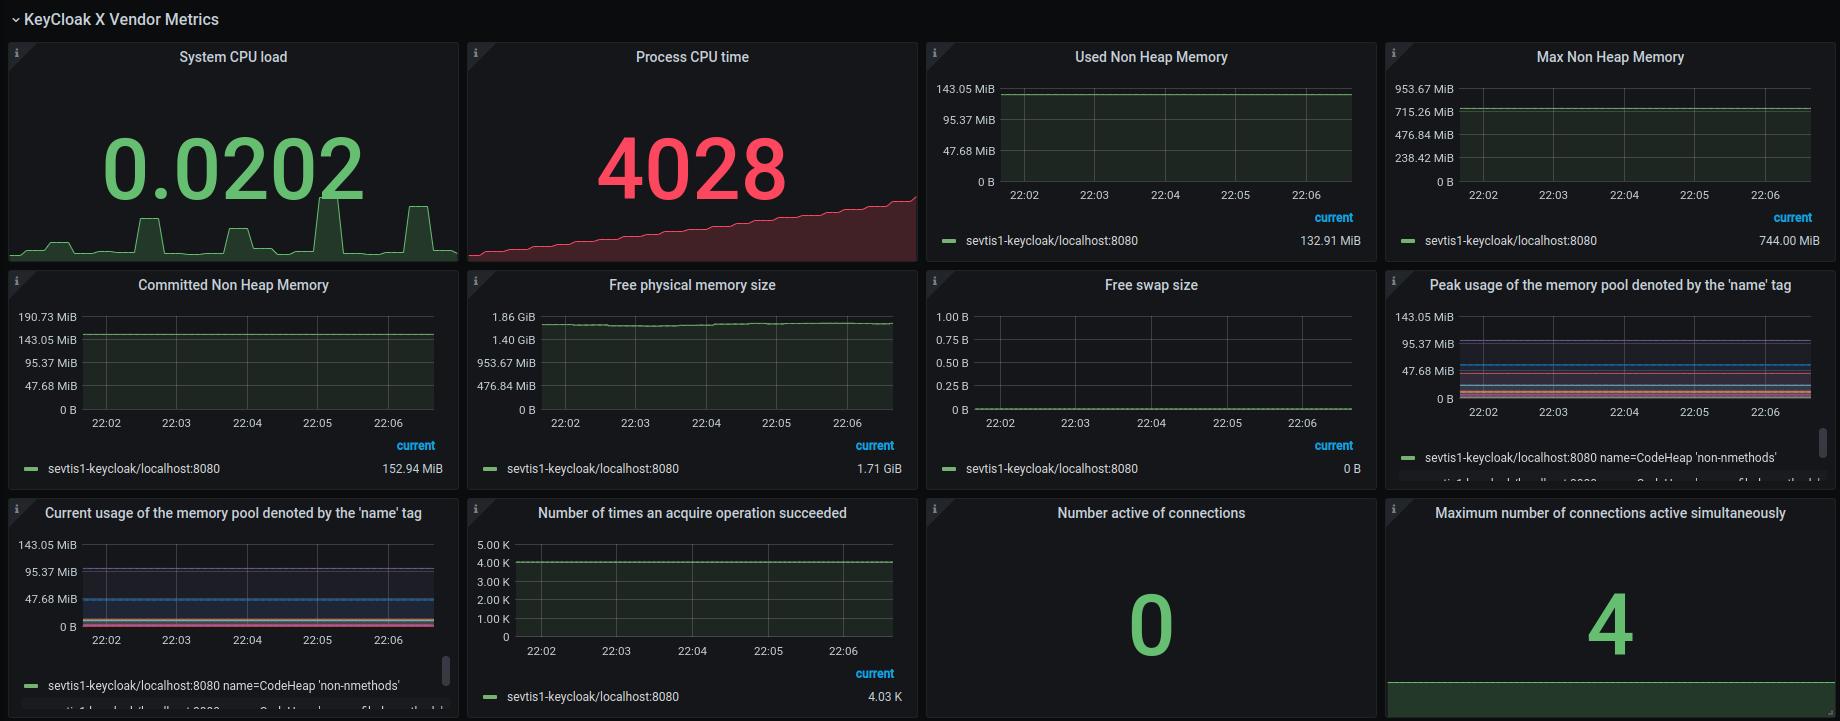 KeyCloak X Vendor Metrics
System CPU load
0.0202
Process CPU time
4028
Used Non Heap Memory
143.05 MiB
95.37 MiB
47.68 MiB
0 B
22:02 22:03 22:04 22:05 22:06
current
sevtis1-keycloak/localhost:8080 132.91 MiB
Max Non Heap Memory
953.67 MiB
715.26 MiB
476.84 MiB
238.42 MiB
0 B
22:02 22:03 22:04 22:05 22:06
current
sevtis1-keycloak/localhost:8080 744.00 MiB
Committed Non Heap Memory
190.73 MiB
143.05 MiB
95.37 MiB
47.68 MiB
0 B
22:02 22:03 22:04 22:05 22:06
current
sevtis1-keycloak/localhost:8080 152.94 MiB
Free physical memory size
1.86 GiB
1.40 GiB
953.67 MiB
476.84 MiB
0 B
22:02 22:03 22:04 22:05 22:06
current
sevtis1-keycloak/localhost:8080 1.71 GiB
Free swap size
1.00 B
0.75 B
0.50 B
0.25 B
0 B
22:02 22:03 22:04 22:05 22:06
current
sevtis1-keycloak/localhost:8080 0 B
Peak usage of the memory pool denoted by the 'name' tag
143.05 MiB
95.37 MiB
47.68 MiB
0 B
22:02 22:03 22:04 22:05 22:06
sevtis1-keycloak/localhost:8080 name=CodeHeap 'non-nmethods'
Current usage of the memory pool denoted by the 'name' tag
143.05 MiB
95.37 MiB
47.68 MiB
0 B
22:02 22:03 22:04 22:05 22:06
sevtis1-keycloak/localhost:8080 name=CodeHeap 'non-nmethods'
Number of times an acquire operation succeeded
5.00 K
4.00 K
3.00 K
2.00 K
1.00 K
0
22:02 22:03 22:04 22:05 22:06
current
sevtis1-keycloak/localhost:8080 4.03 K
Number active of connections
0
Maximum number of connections active simultaneously
4